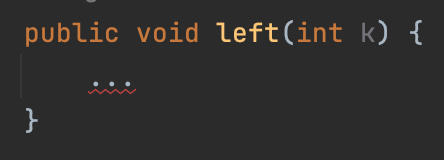 public void left(int k) {
...
}